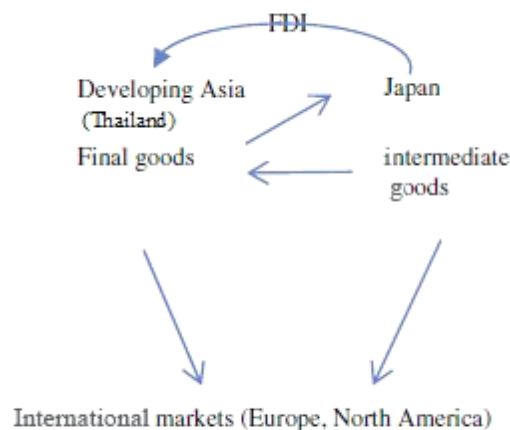 FDI
Developing Asia
(Thailand)
Japan
Final goods
intermediate
goods
International markets (Europe, North America)